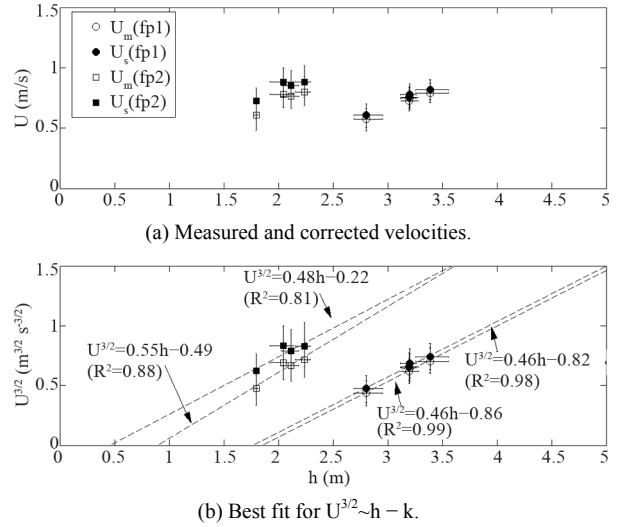 1.5
1
0.5
0
U (m/s)
U_m(fp1)
U_s(fp1)
U_m(fp2)
U_s(fp2)
0 0.5 1 1.5 2 2.5 3 3.5 4 4.5 5
(a) Measured and corrected velocities.
1.5
1
0.5
0
U^3/2 (m^3/2 s^-3/2)
U^3/2=0.48h−0.22
(R^2=0.81)
U^3/2=0.55h−0.49
(R^2=0.88)
U^3/2=0.46h−0.82
(R^2=0.98)
U^3/2=0.46h−0.86
(R^2=0.99)
0 0.5 1 1.5 2 2.5 3 3.5 4 4.5 5
h (m)
(b) Best fit for U^3/2~h − k.